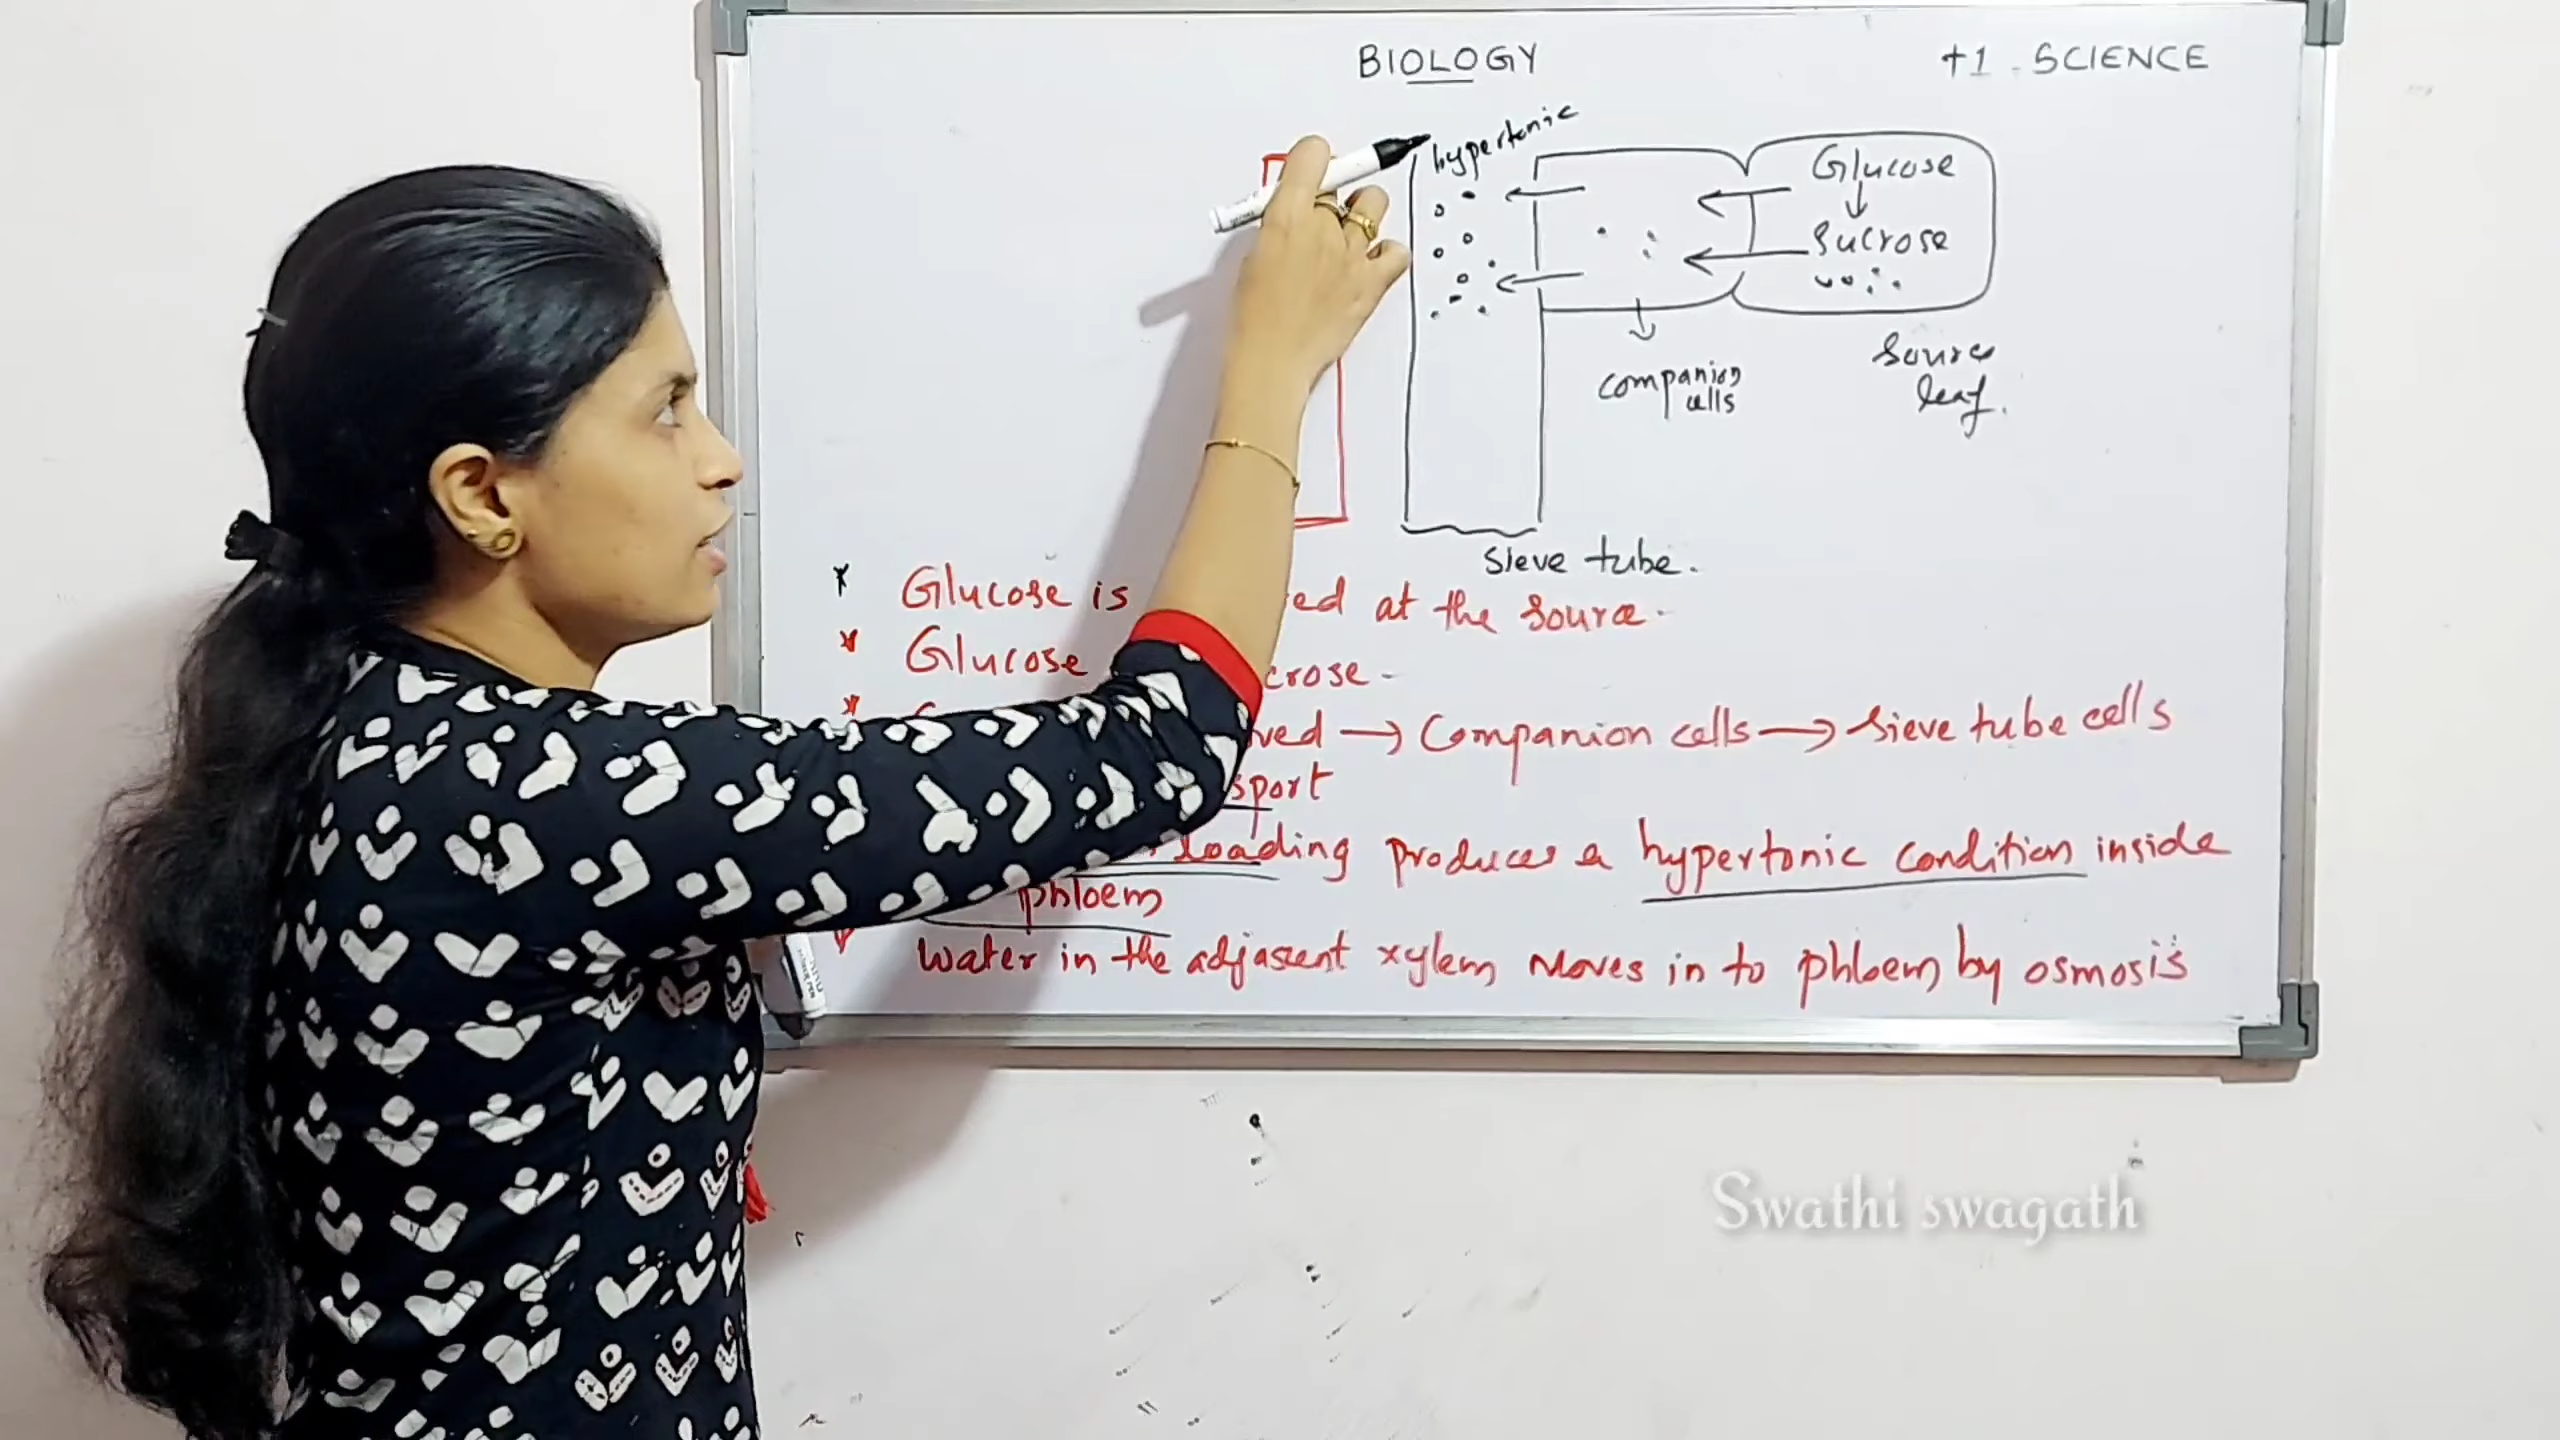 BIOLOGY
+1 SCIENCE
hypertonic
Glucose
Sucrose
companion
cells
Source
leaf.
Sieve tube.
* Glucose is ed at the source.
* Glucose crose.
* ved → Companion cells → Sieve tube cells
sport
loading produces a hypertonic condition inside
phloem
water in the adjascent xylem moves in to phloem by osmosis
Swathi swagath